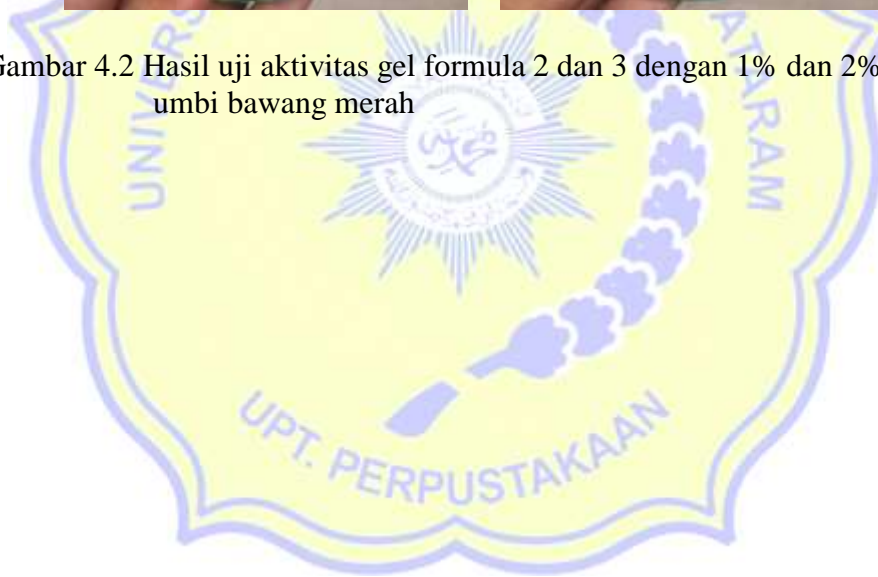 Gambar 4.2 Hasil uji aktivitas gel formula 2 dan 3 dengan 1% dan 2%
umbi bawang merah
UPT. PERPUSTAKAAN